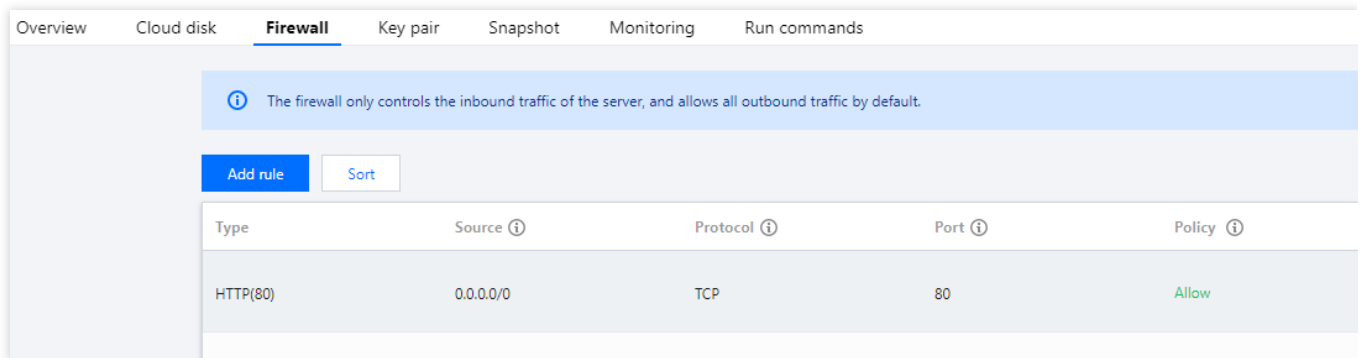 Overview Cloud disk Firewall Key pair Snapshot Monitoring Run commands
The firewall only controls the inbound traffic of the server, and allows all outbound traffic by default.
Add rule Sort
Type Source Protocol Port Policy
HTTP(80) 0.0.0.0/0 TCP 80 Allow